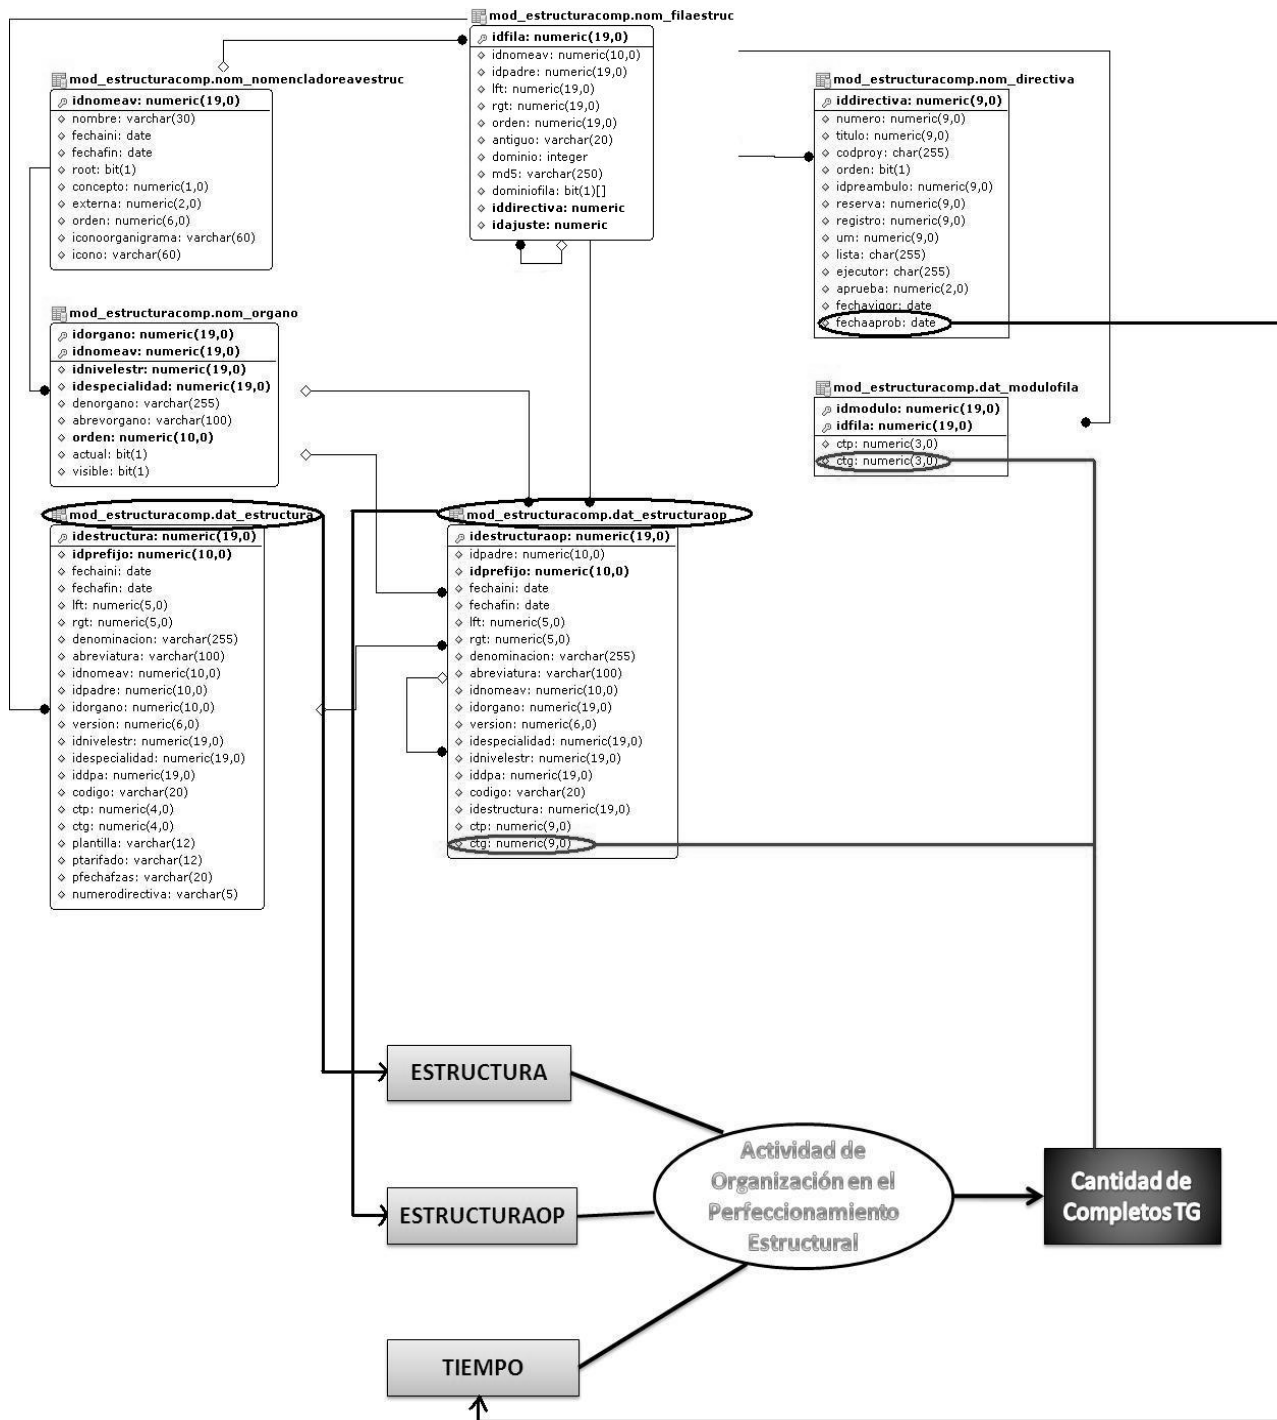 mod_estructuracomp.nom_filaestruc
idfila: numeric(19,0)
idnomeav: numeric(10,0)
idpadre: numeric(19,0)
lft: numeric(19,0)
rgt: numeric(19,0)
orden: numeric(19,0)
antiguo: varchar(20)
dominio: integer
md5: varchar(250)
dominiofila: bit(1)[]
iddirectiva: numeric
idajuste: numeric
mod_estructuracomp.nom_nomencladoreavestruc
idnomeav: numeric(19,0)
nombre: varchar(30)
fechaini: date
fechafin: date
root: bit(1)
concepto: numeric(1,0)
externa: numeric(2,0)
orden: numeric(6,0)
iconoorganigrama: varchar(60)
icono: varchar(60)
mod_estructuracomp.nom_directiva
iddirectiva: numeric(9,0)
numero: numeric(9,0)
titulo: numeric(9,0)
codproy: char(255)
orden: bit(1)
idpreambulo: numeric(9,0)
reserva: numeric(9,0)
registro: numeric(9,0)
um: numeric(9,0)
lista: char(255)
ejecutor: char(255)
aprueba: numeric(2,0)
fechavigor: date
fechaaprob: date
mod_estructuracomp.nom_organo
idorgano: numeric(19,0)
idnomeav: numeric(19,0)
idnivelestr: numeric(19,0)
idespecialidad: numeric(19,0)
denorgano: varchar(255)
abrevorgano: varchar(100)
orden: numeric(10,0)
actual: bit(1)
visible: bit(1)
mod_estructuracomp.dat_modulofila
idmodulo: numeric(19,0)
idfila: numeric(19,0)
ctp: numeric(3,0)
ctg: numeric(3,0)
mod_estructuracomp.dat_estructura
idestructura: numeric(19,0)
idprefijo: numeric(10,0)
fechaini: date
fechafin: date
lft: numeric(5,0)
rgt: numeric(5,0)
denominacion: varchar(255)
abreviatura: varchar(100)
idnomeav: numeric(10,0)
idpadre: numeric(10,0)
idorgano: numeric(10,0)
version: numeric(6,0)
idnivelestr: numeric(19,0)
idespecialidad: numeric(19,0)
iddpa: numeric(19,0)
codigo: varchar(20)
ctp: numeric(4,0)
ctg: numeric(4,0)
plantilla: varchar(12)
ptarifado: varchar(12)
pfechafzas: varchar(20)
numerodirectiva: varchar(5)
mod_estructuracomp.dat_estructuraop
idestructuraop: numeric(19,0)
idpadre: numeric(10,0)
idprefijo: numeric(10,0)
fechaini: date
fechafin: date
lft: numeric(5,0)
rgt: numeric(5,0)
denominacion: varchar(255)
abreviatura: varchar(100)
idnomeav: numeric(10,0)
idorgano: numeric(19,0)
version: numeric(6,0)
idespecialidad: numeric(19,0)
idnivelestr: numeric(19,0)
iddpa: numeric(19,0)
codigo: varchar(20)
idestructura: numeric(19,0)
ctp: numeric(9,0)
ctg: numeric(9,0)
ESTRUCTURA
ESTRUCTURAOP
TIEMPO
Actividad de
Organización en el
Perfeccionamiento
Estructural
Cantidad de
Completos TG